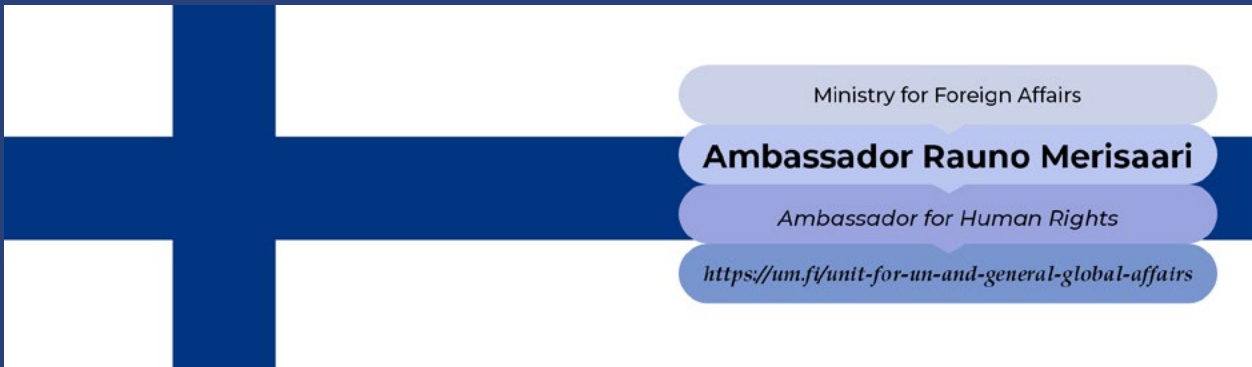 Ministry for Foreign Affairs
Ambassador Rauno Merisaari
Ambassador for Human Rights
https://um.fi/unit-for-un-and-general-global-affairs